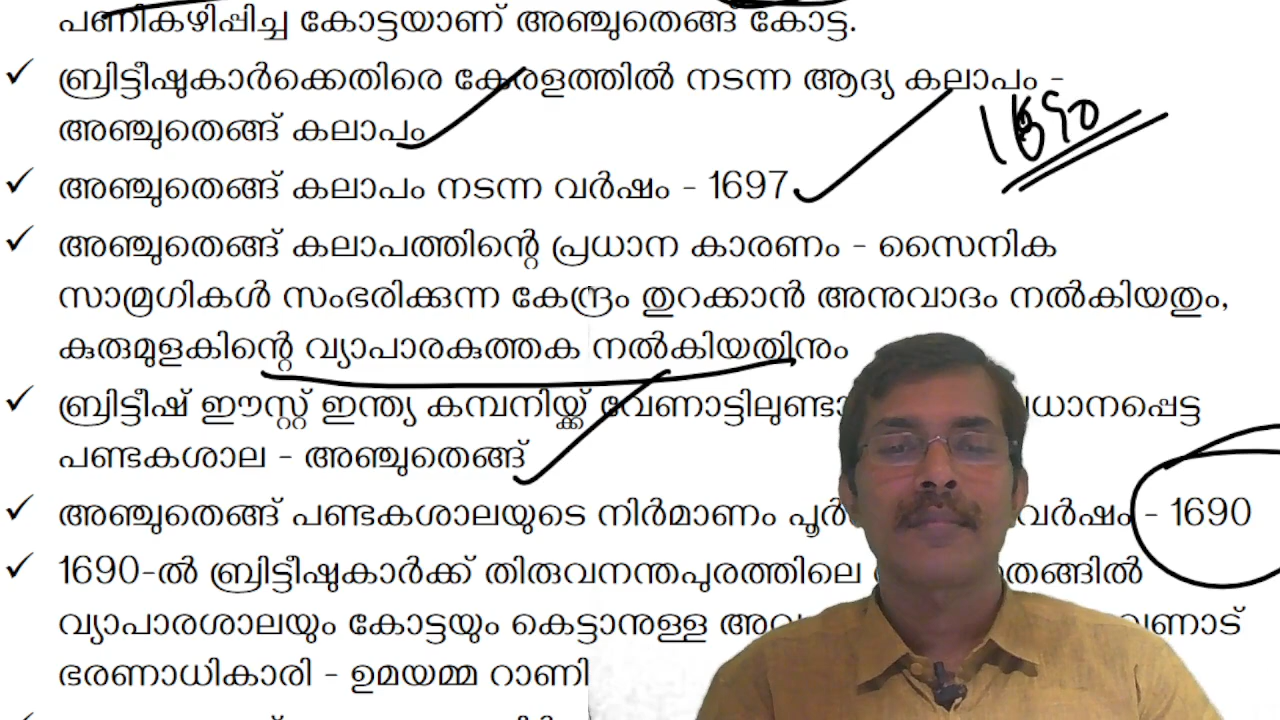 പണികഴിപ്പിച്ച കോട്ടയാണ് അഞ്ചുതെങ്ങ് കോട്ട.
✓ ബ്രിട്ടീഷുകാർക്കെതിരെ കേരളത്തിൽ നടന്ന ആദ്യ കലാപം -
അഞ്ചുതെങ്ങ് കലാപം
1690
✓ അഞ്ചുതെങ്ങ് കലാപം നടന്ന വർഷം - 1697
✓ അഞ്ചുതെങ്ങ് കലാപത്തിന്റെ പ്രധാന കാരണം - സൈനിക
സാമ്രഗികൾ സംഭരിക്കുന്ന കേന്ദ്രം തുറക്കാൻ അനുവാദം നൽകിയതും,
കുരുമുളകിന്റെ വ്യാപാരകുത്തക നൽകിയതിനും
✓ ബ്രിട്ടീഷ് ഈസ്റ്റ് ഇന്ത്യ കമ്പനിയ്ക്ക്
പണ്ടകശാല - അഞ്ചുതെങ്ങ്
✓ അഞ്ചുതെങ്ങ് പണ്ടകശാലയുടെ നിർമാണം വർഷം - 1690
✓ 1690-ൽ ബ്രിട്ടീഷുകാർക്ക് തിരുവനന്തപുരത്തിലെ
വ്യാപാരശാലയും കോട്ടയും കെട്ടാനുള്ള
ഭരണാധികാരി - ഉമയമ്മ റാണി